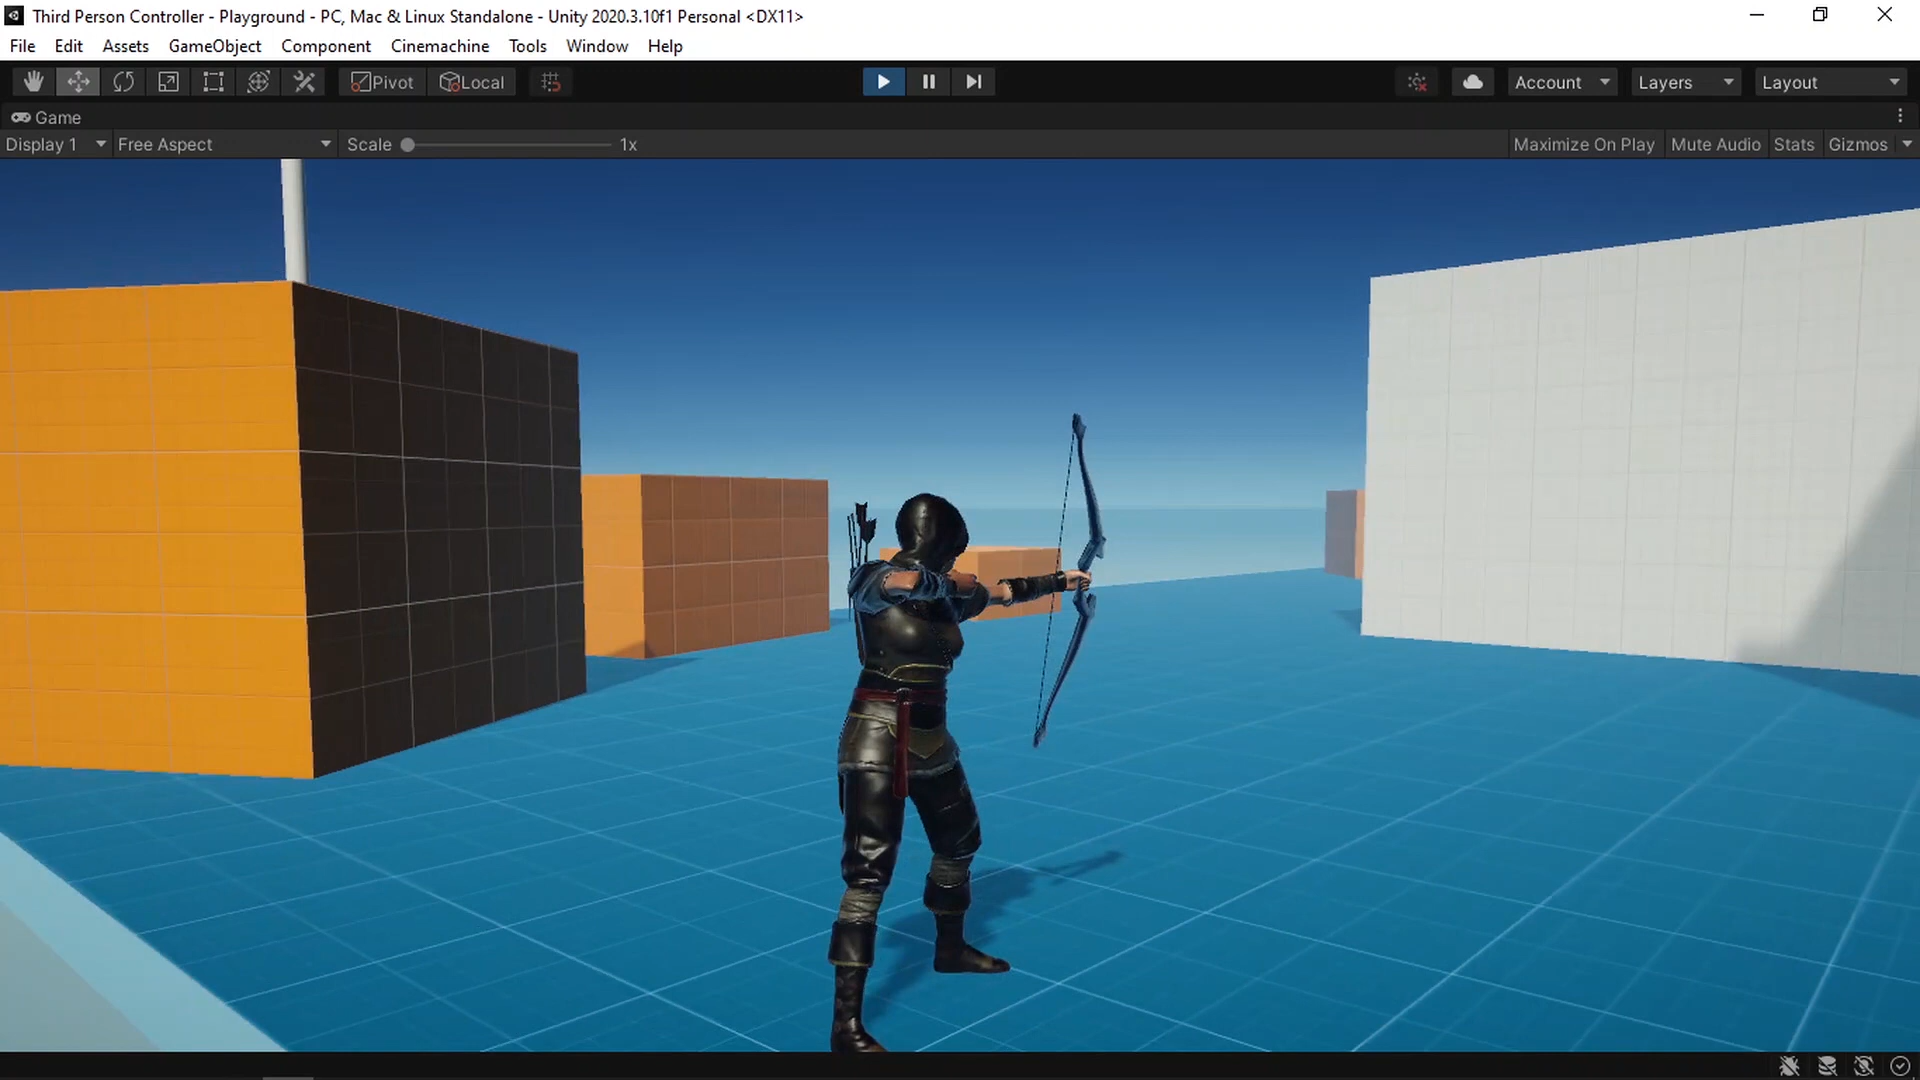 Third Person Controller - Playground - PC, Mac & Linux Standalone - Unity 2020.3.10f1 Personal <DX11>
File Edit Assets GameObject Component Cinemachine Tools Window Help
Pivot Local Account Layers Layout
Game
Display 1 Free Aspect Scale 1x Maximize On Play Mute Audio Stats Gizmos